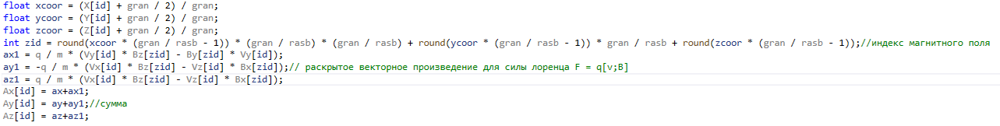 float xcoor = (X[id] + gran / 2) / gran;
float ycoor = (Y[id] + gran / 2) / gran;
float zcoor = (Z[id] + gran / 2) / gran;
int zid = round(xcoor * (gran / rasb - 1)) * (gran / rasb) * (gran / rasb) + round(ycoor * (gran / rasb - 1)) * gran / rasb + round(zcoor * (gran / rasb - 1));//индекс магнитного поля
ax1 = q / m * (Vy[id] * Bz[zid] - By[zid] * Vy[id]);
ay1 = -q / m * (Vx[id] * Bz[zid] - Vz[id] * Bx[zid]);// раскрытое векторное произведение для силы лоренца F = q[v;B]
az1 = q / m * (Vx[id] * Bz[zid] - Vz[id] * Bx[zid]);
Ax[id] = ax+ax1;
Ay[id] = ay+ay1;//сумма
Az[id] = az+az1;